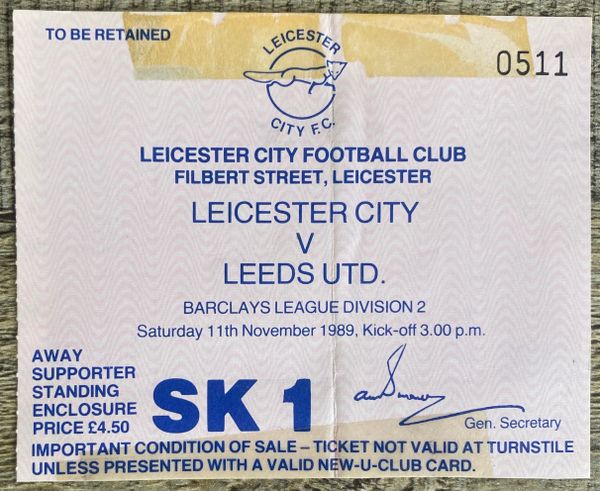 TO BE RETAINED
0511
LEICESTER
CITY F.C.
LEICESTER CITY FOOTBALL CLUB
FILBERT STREET, LEICESTER
LEICESTER CITY
V
LEEDS UTD.
BARCLAYS LEAGUE DIVISION 2
Saturday 11th November 1989, Kick-off 3.00 p.m.
AWAY
SUPPORTER
STANDING
ENCLOSURE
PRICE £4.50
SK 1
Gen. Secretary
IMPORTANT CONDITION OF SALE – TICKET NOT VALID AT TURNSTILE
UNLESS PRESENTED WITH A VALID NEW-U-CLUB CARD.